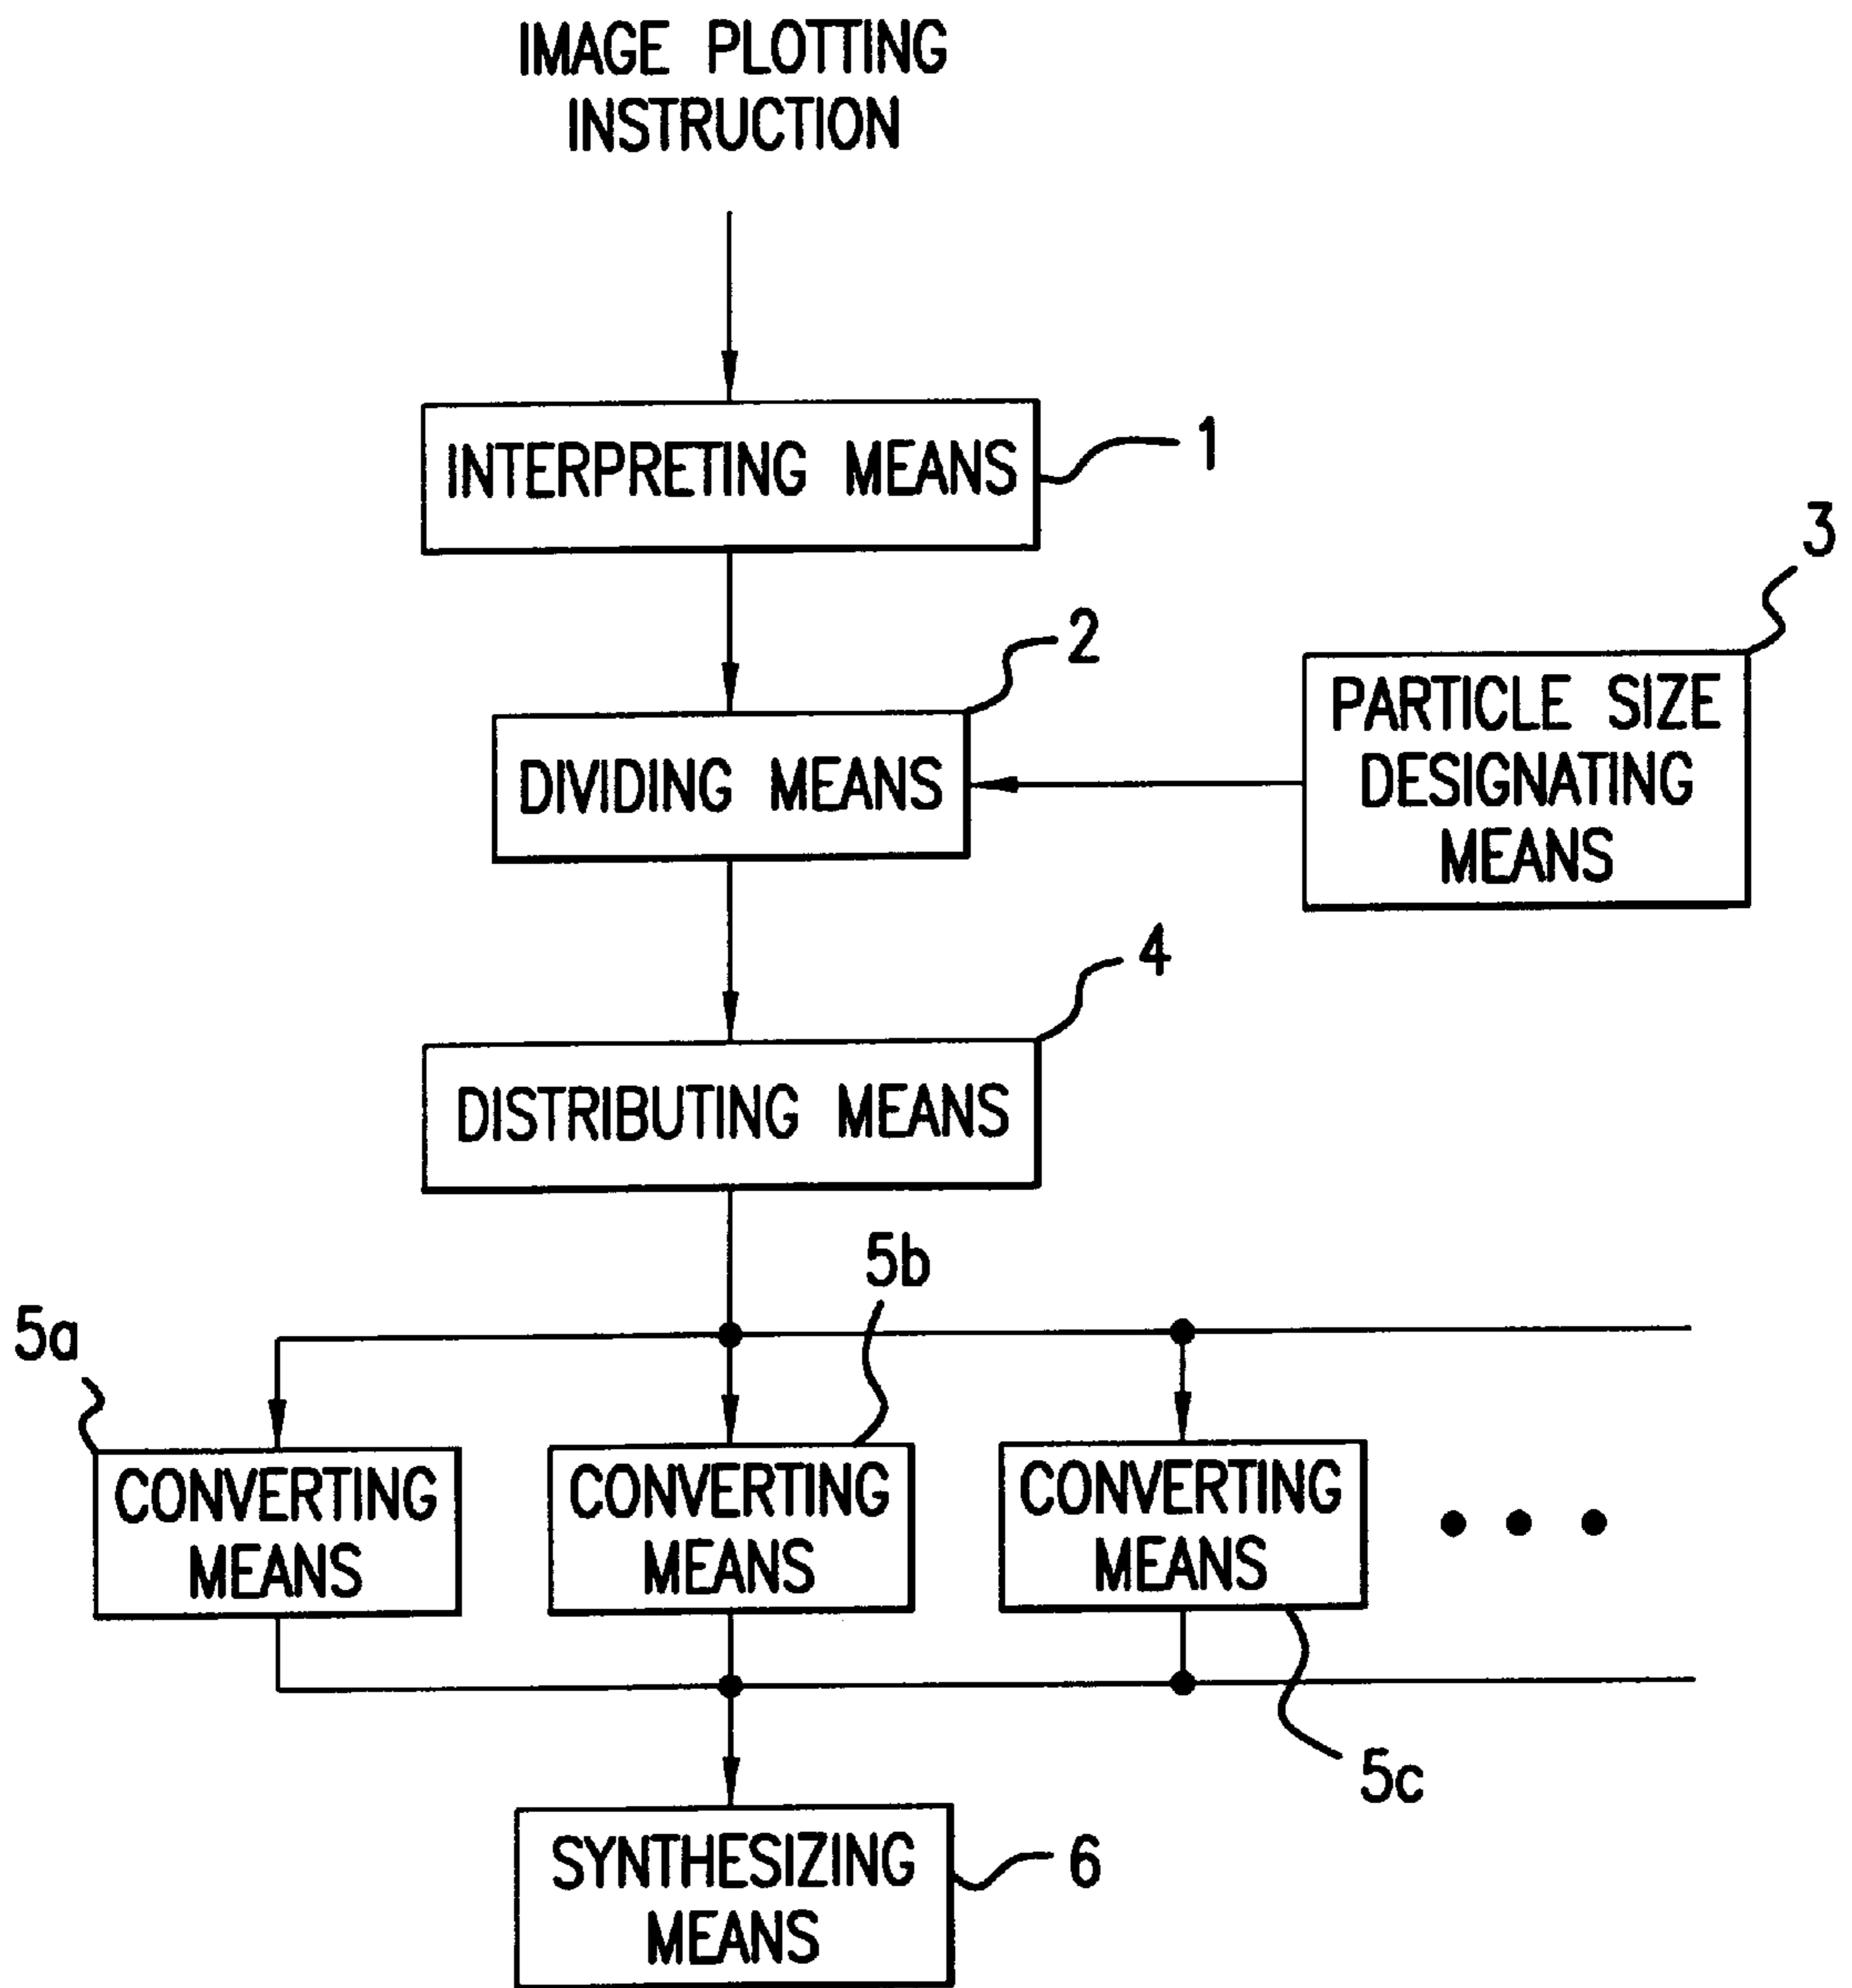 IMAGE PLOTTING
INSTRUCTION
INTERPRETING MEANS
1
3
2
DIVIDING MEANS
PARTICLE SIZE
DESIGNATING
MEANS
4
DISTRIBUTING MEANS
5b
5a
CONVERTING
MEANS
CONVERTING
MEANS
CONVERTING
MEANS
5c
SYNTHESIZING
MEANS
6